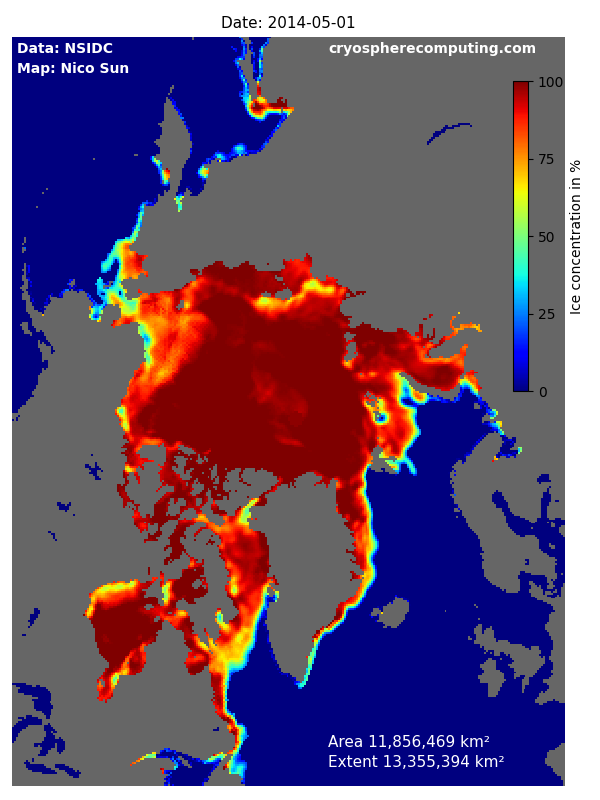 Date: 2014-05-01
Data: NSIDC
Map: Nico Sun
cryospherecomputing.com
100
75
50
25
0
Ice concentration in %
Area 11,856,469 km²
Extent 13,355,394 km²